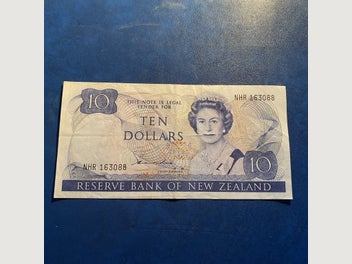 10
THIS NOTE IS LEGAL
TENDER FOR
NHR 163088
TEN
DOLLARS
NHR 163088
10
RESERVE BANK OF NEW ZEALAND